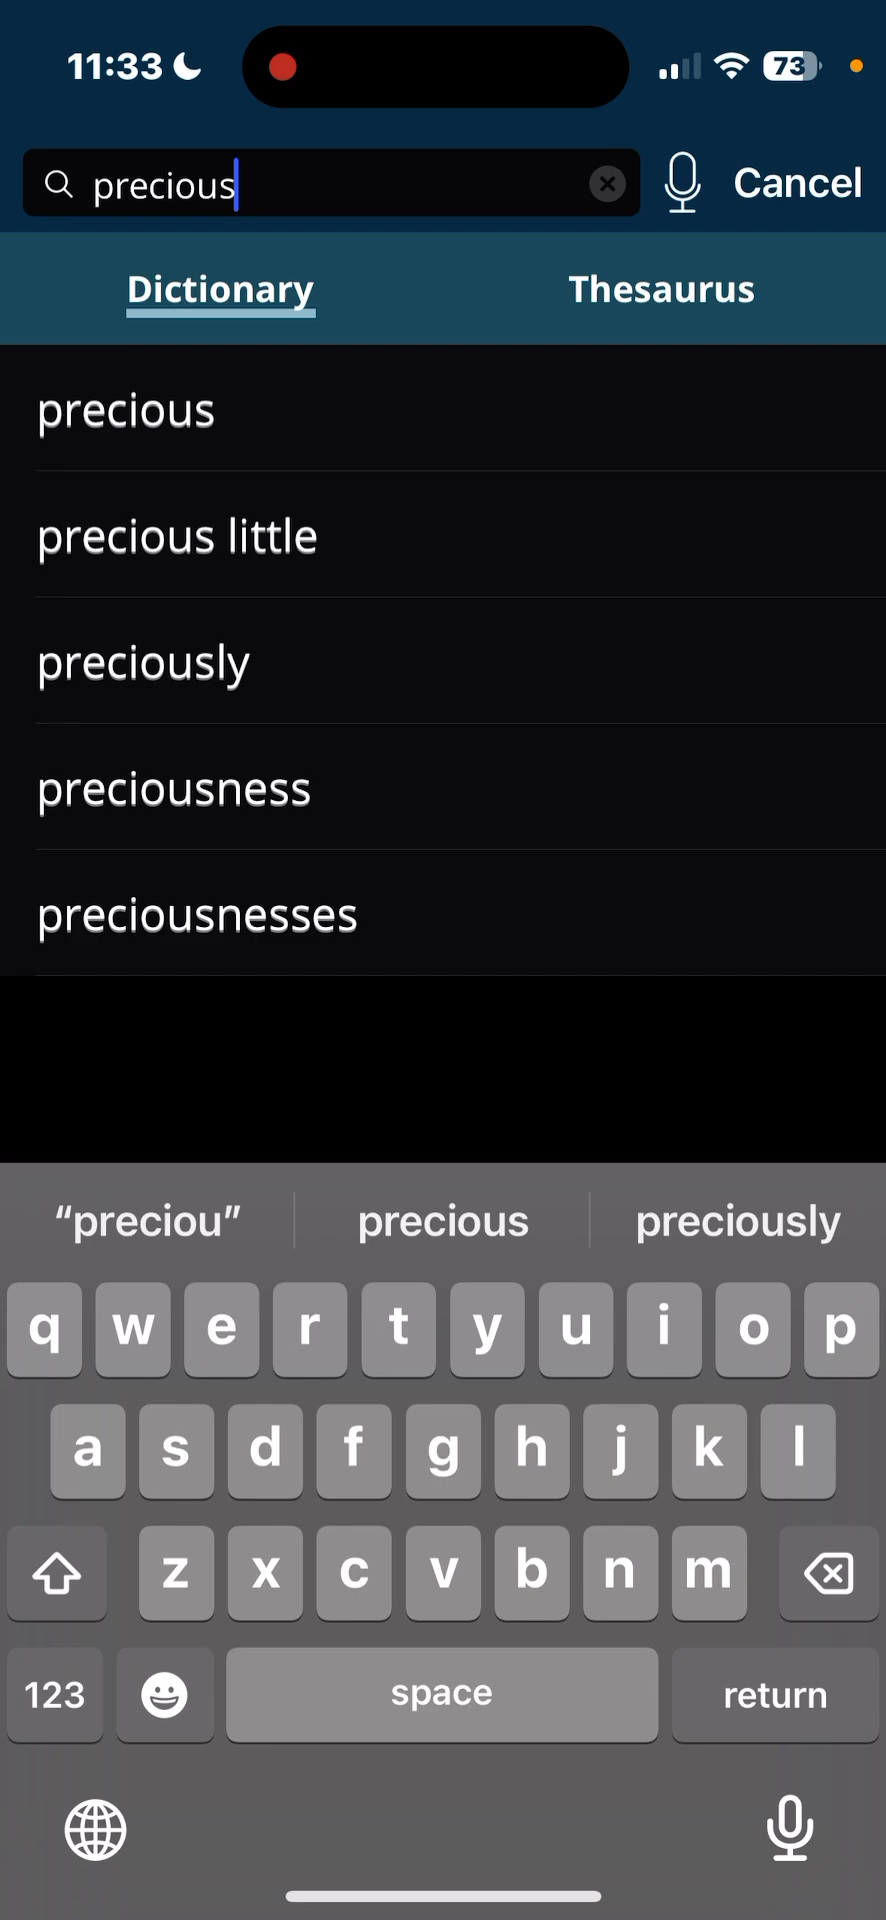 11:33
73
precious
Cancel
Dictionary
Thesaurus
precious
precious little
preciously
preciousness
preciousnesses
“preciou”
precious
preciously
q w e r t y u i o p
a s d f g h j k l
z x c v b n m
123
space
return